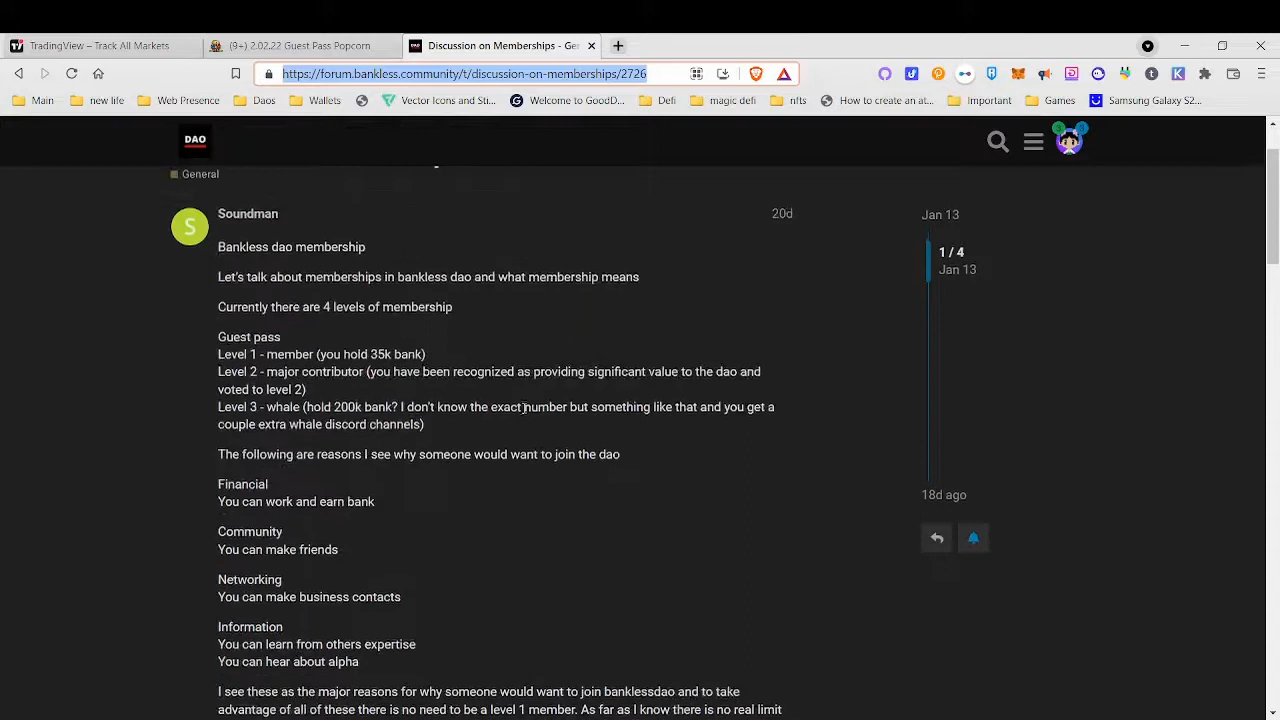 TradingView – Track All Markets
(9+) 2.02.22 Guest Pass Popcorn
Discussion on Memberships - Ger
https://forum.bankless.community/t/discussion-on-memberships/2726
Main
new life
Web Presence
Daos
Wallets
Vector Icons and Sti...
Welcome to GoodD...
Defi
magic defi
nfts
How to create an at...
Important
Games
Samsung Galaxy S2...
DAO
General
S
Soundman
20d
Bankless dao membership
Let's talk about memberships in bankless dao and what membership means
Currently there are 4 levels of membership
Guest pass
Level 1 - member (you hold 35k bank)
Level 2 - major contributor (you have been recognized as providing significant value to the dao and
voted to level 2)
Level 3 - whale (hold 200k bank? I don't know the exact number but something like that and you get a
couple extra whale discord channels)
The following are reasons I see why someone would want to join the dao
Financial
You can work and earn bank
Community
You can make friends
Networking
You can make business contacts
Information
You can learn from others expertise
You can hear about alpha
I see these as the major reasons for why someone would want to join banklessdao and to take
advantage of all of these there is no need to be a level 1 member. As far as I know there is no real limit
Jan 13
1 / 4
Jan 13
18d ago